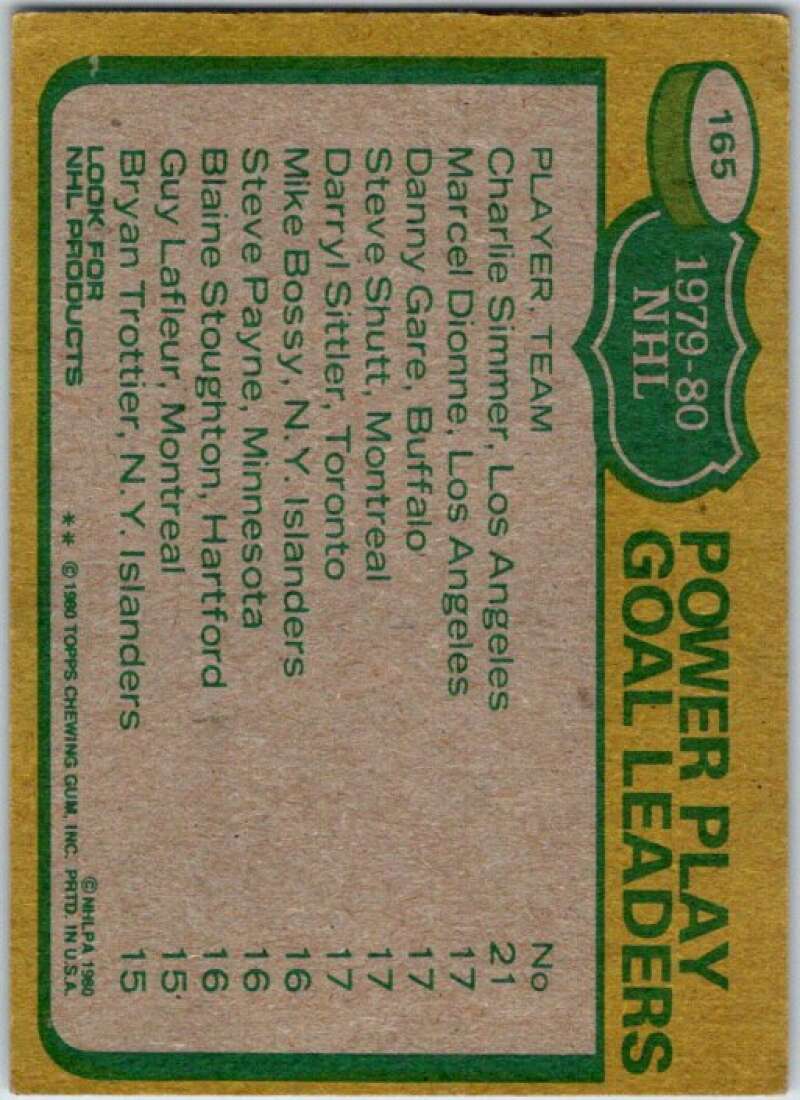 165
1979-80
NHL
POWER PLAY
GOAL LEADERS
PLAYER, TEAM No
Charlie Simmer, Los Angeles 21
Marcel Dionne, Los Angeles 17
Danny Gare, Buffalo 17
Steve Shutt, Montreal 17
Darryl Sittler, Toronto 17
Mike Bossy, N.Y. Islanders 16
Steve Payne, Minnesota 16
Blaine Stoughton, Hartford 16
Guy Lafleur, Montreal 15
Bryan Trottier, N.Y. Islanders 15
LOOK FOR
NHL PRODUCTS
© NHLPA 1980
** © 1980 TOPPS CHEWING GUM, INC. PRTD. IN U.S.A.